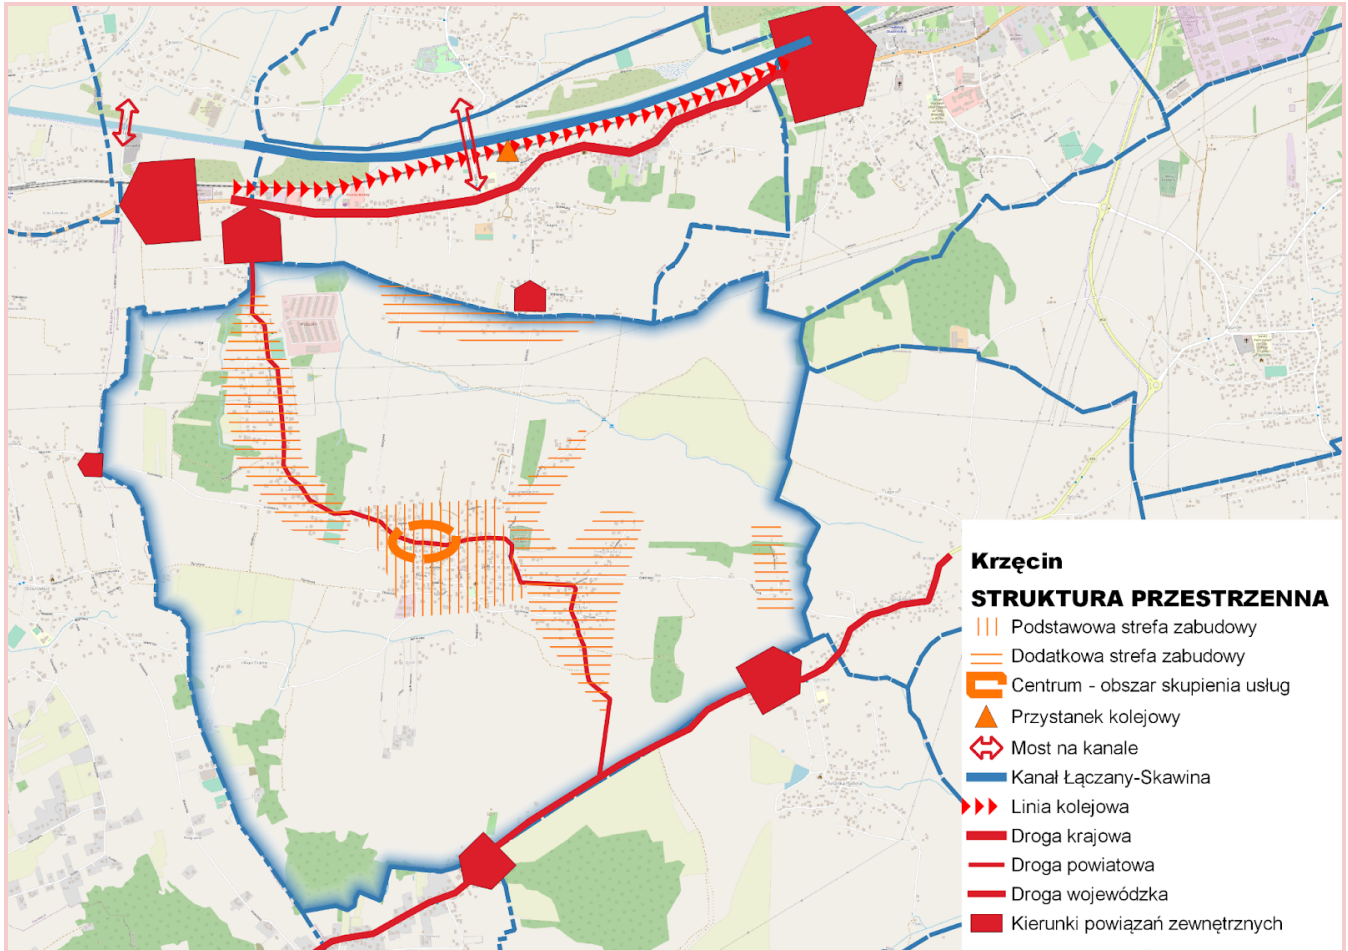 Krzęcin
STRUKTURA PRZESTRZENNA
Podstawowa strefa zabudowy
Dodatkowa strefa zabudowy
Centrum - obszar skupienia usług
Przystanek kolejowy
Most na kanale
Kanał Łączany-Skawina
Linia kolejowa
Droga krajowa
Droga powiatowa
Droga wojewódzka
Kierunki powiązań zewnętrznych